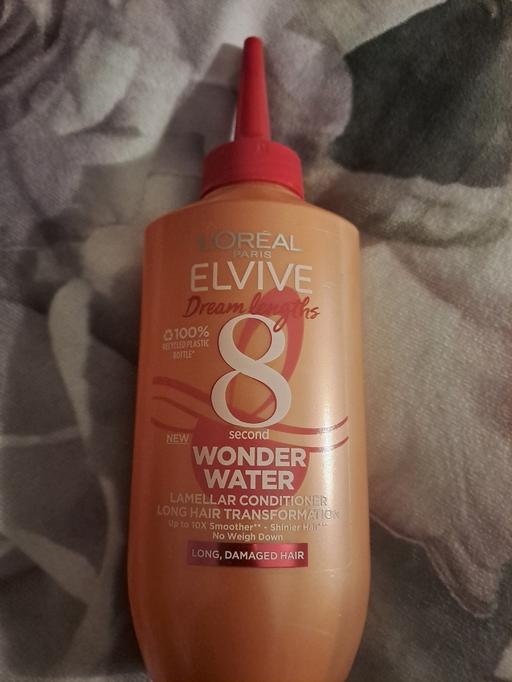 L'ORÉAL
PARIS
ELVIVE
Dream lengths
100%
RECYCLED PLASTIC
BOTTLE*
8
second
NEW
WONDER
WATER
LAMELLAR CONDITIONER
LONG HAIR TRANSFORMATION
Up to 10X Smoother** - Shinier Hair**
No Weigh Down
LONG, DAMAGED HAIR